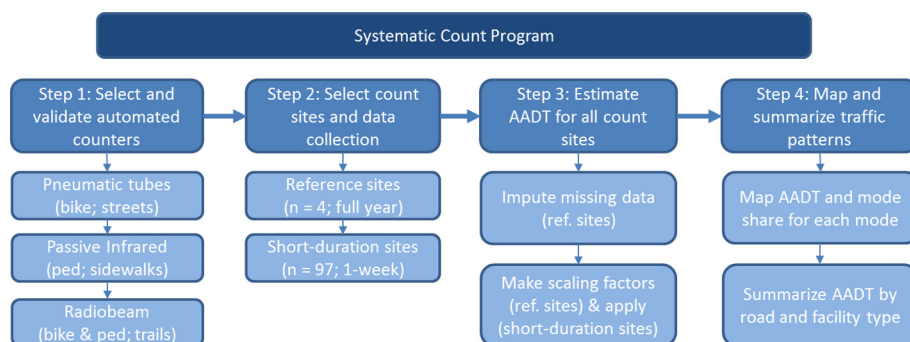 Systematic Count Program
Step 1: Select and
validate automated
counters
Pneumatic tubes
(bike; streets)
Passive Infrared
(ped; sidewalks)
Radiobeam
(bike & ped; trails)
Step 2: Select count
sites and data
collection
Reference sites
(n = 4; full year)
Short-duration sites
(n = 97; 1-week)
Step 3: Estimate
AADT for all count
sites
Impute missing data
(ref. sites)
Make scaling factors
(ref. sites) & apply
(short-duration sites)
Step 4: Map and
summarize traffic
patterns
Map AADT and mode
share for each mode
Summarize AADT by
road and facility type